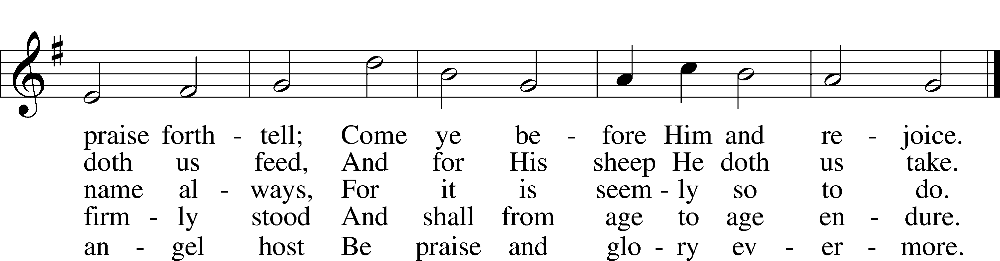 praise forth - tell; Come ye be - fore Him and re - joice.
doth us feed, And for His sheep He doth us take.
name al - ways, For it is seem - ly so to do.
firm - ly stood And shall from age to age en - dure.
an - gel host Be praise and glo - ry ev - er - more.